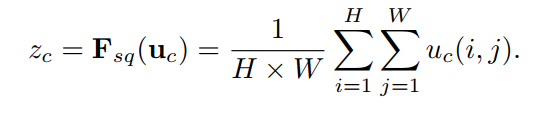 $z_c = \mathbf{F}_{sq}(\mathbf{u}_c) = \frac{1}{H \times W} \sum_{i=1}^{H} \sum_{j=1}^{W} u_c(i, j).$